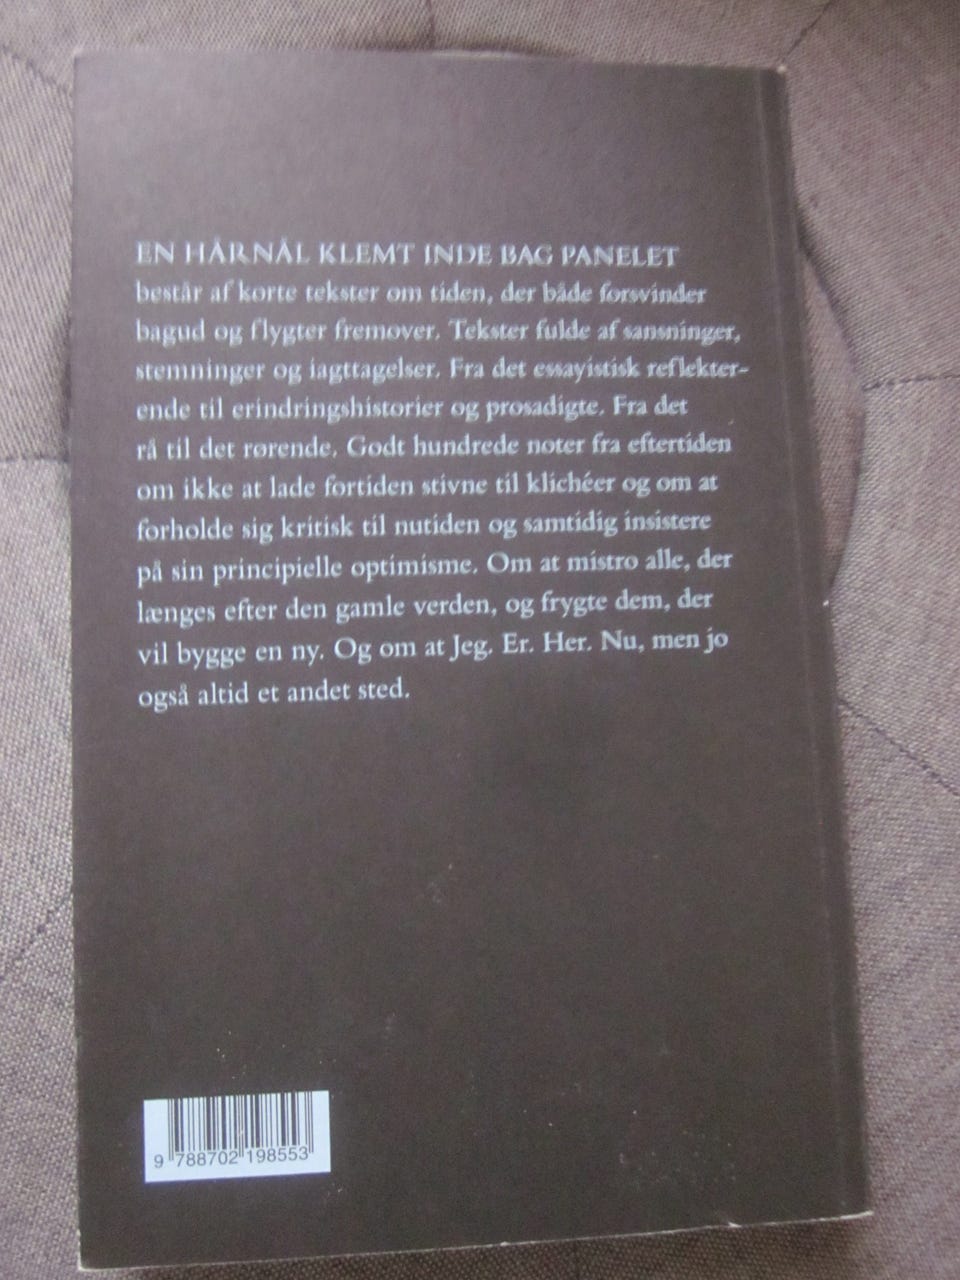 EN HÅRNÅL KLEMT INDE BAG PANELET
består af korte tekster om tiden, der både forsvinder
bagud og flygter fremover. Tekster fulde af sansninger,
stemninger og iagttagelser. Fra det essayistisk reflekter-
ende til erindringshistorier og prosadigte. Fra det
rå til det rørende. Godt hundrede noter fra eftertiden
om ikke at lade fortiden stivne til klichéer og om at
forholde sig kritisk til nutiden og samtidig insistere
på sin principielle optimisme. Om at mistro alle, der
længes efter den gamle verden, og frygte dem, der
vil bygge en ny. Og om at Jeg. Er. Her. Nu, men jo
også altid et andet sted.
9 788702 198553